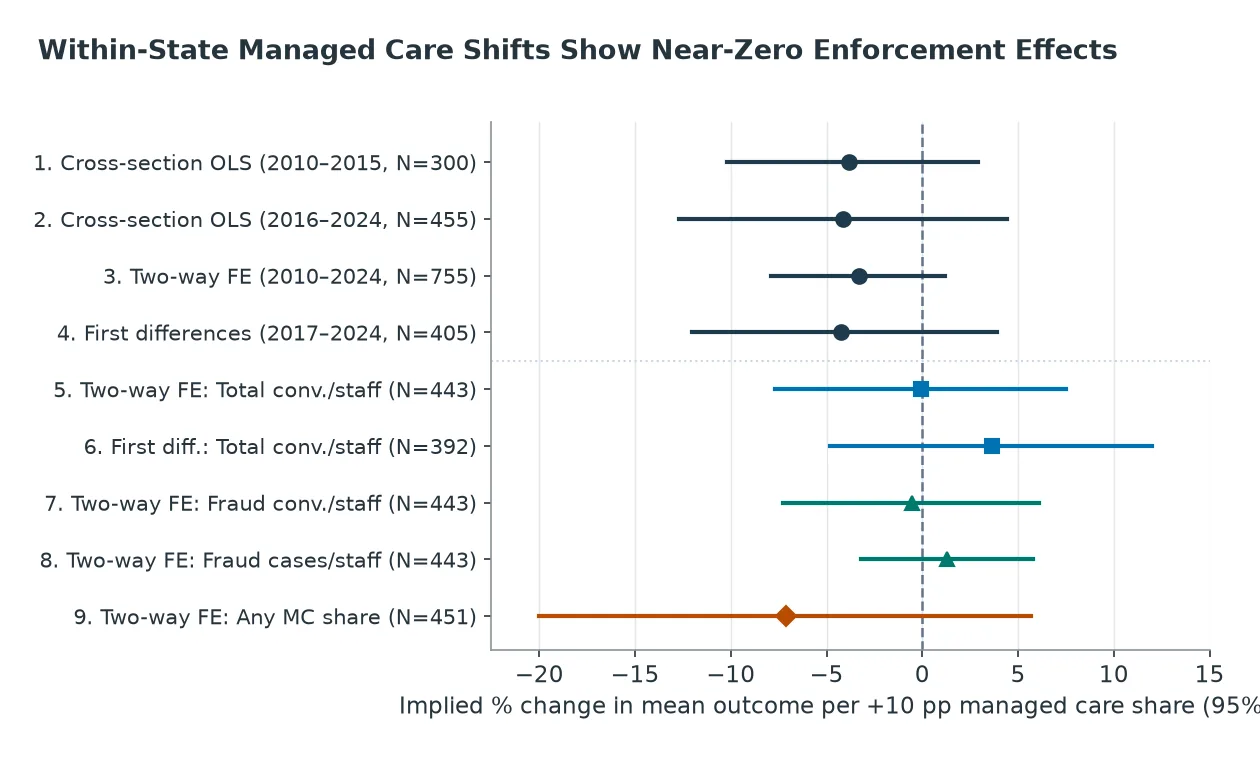 Within-State Managed Care Shifts Show Near-Zero Enforcement Effects
1. Cross-section OLS (2010–2015, N=300)
2. Cross-section OLS (2016–2024, N=455)
3. Two-way FE (2010–2024, N=755)
4. First differences (2017–2024, N=405)
5. Two-way FE: Total conv./staff (N=443)
6. First diff.: Total conv./staff (N=392)
7. Two-way FE: Fraud conv./staff (N=443)
8. Two-way FE: Fraud cases/staff (N=443)
9. Two-way FE: Any MC share (N=451)
−20 −15 −10 −5 0 5 10 15
Implied % change in mean outcome per +10 pp managed care share (95%